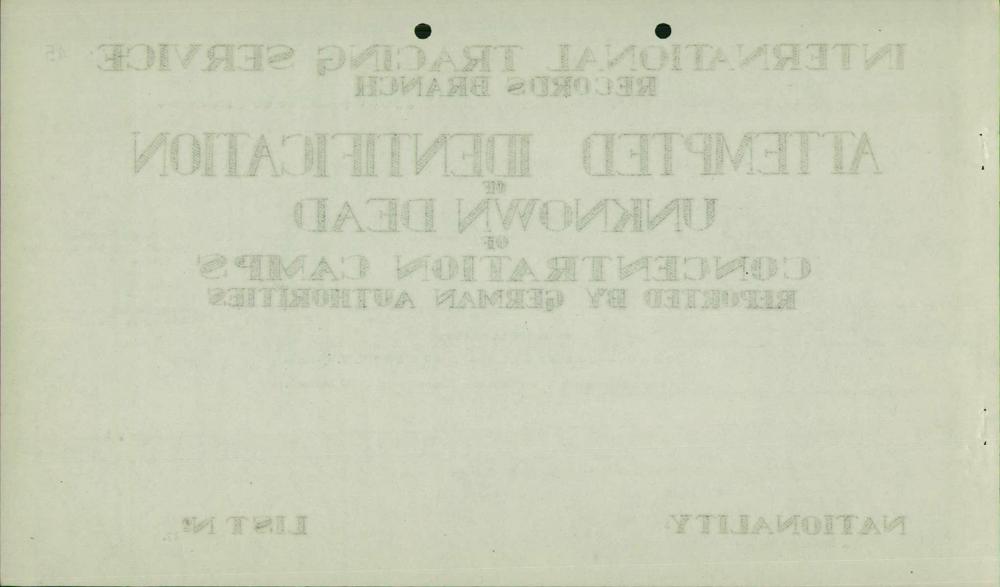 INTERNATIONAL TRACING SERVICE
RECORDS BRANCH
ATTEMPTED IDENTIFICATION
OF
UNKNOWN DEAD
OF
CONCENTRATION CAMPS
REPORTED BY GERMAN AUTHORITIES
NATIONALITY LIST Nº